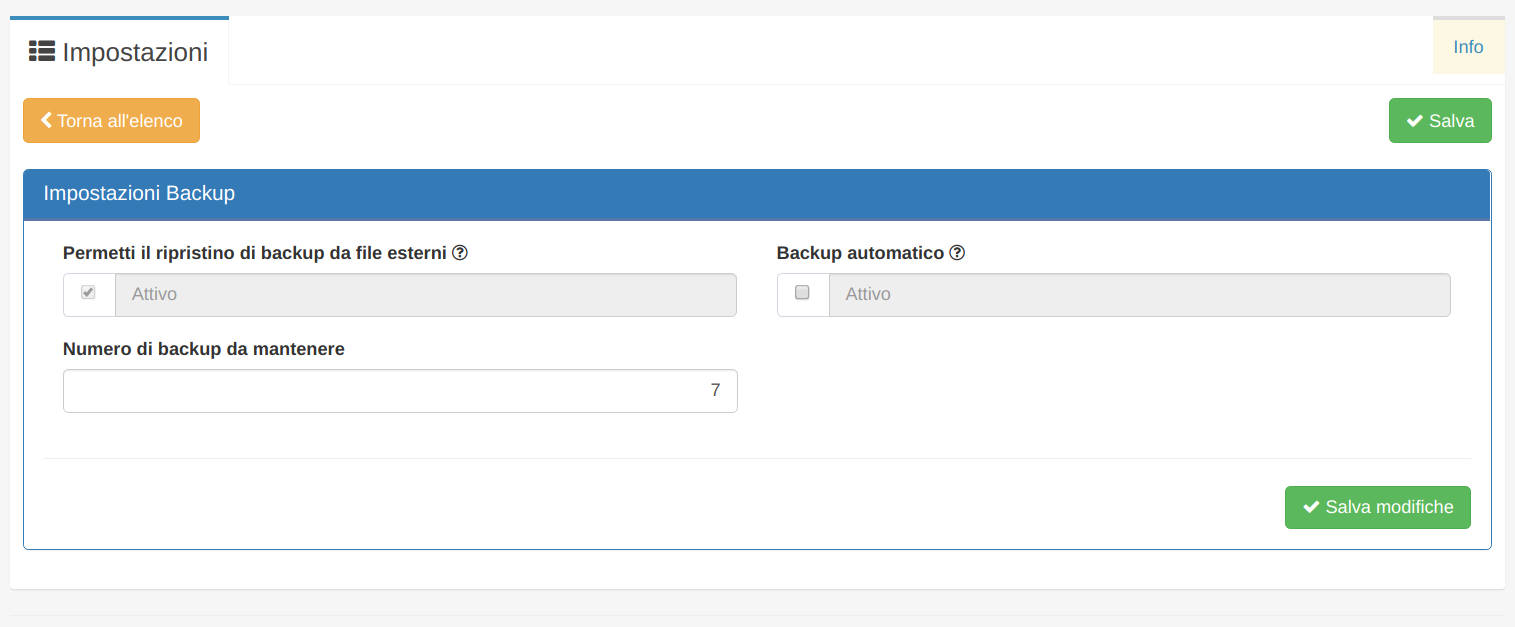 Impostazioni
Info
Torna all'elenco
Salva
Impostazioni Backup
Permetti il ripristino di backup da file esterni
Backup automatico
Attivo
Attivo
Numero di backup da mantenere
7
Salva modifiche